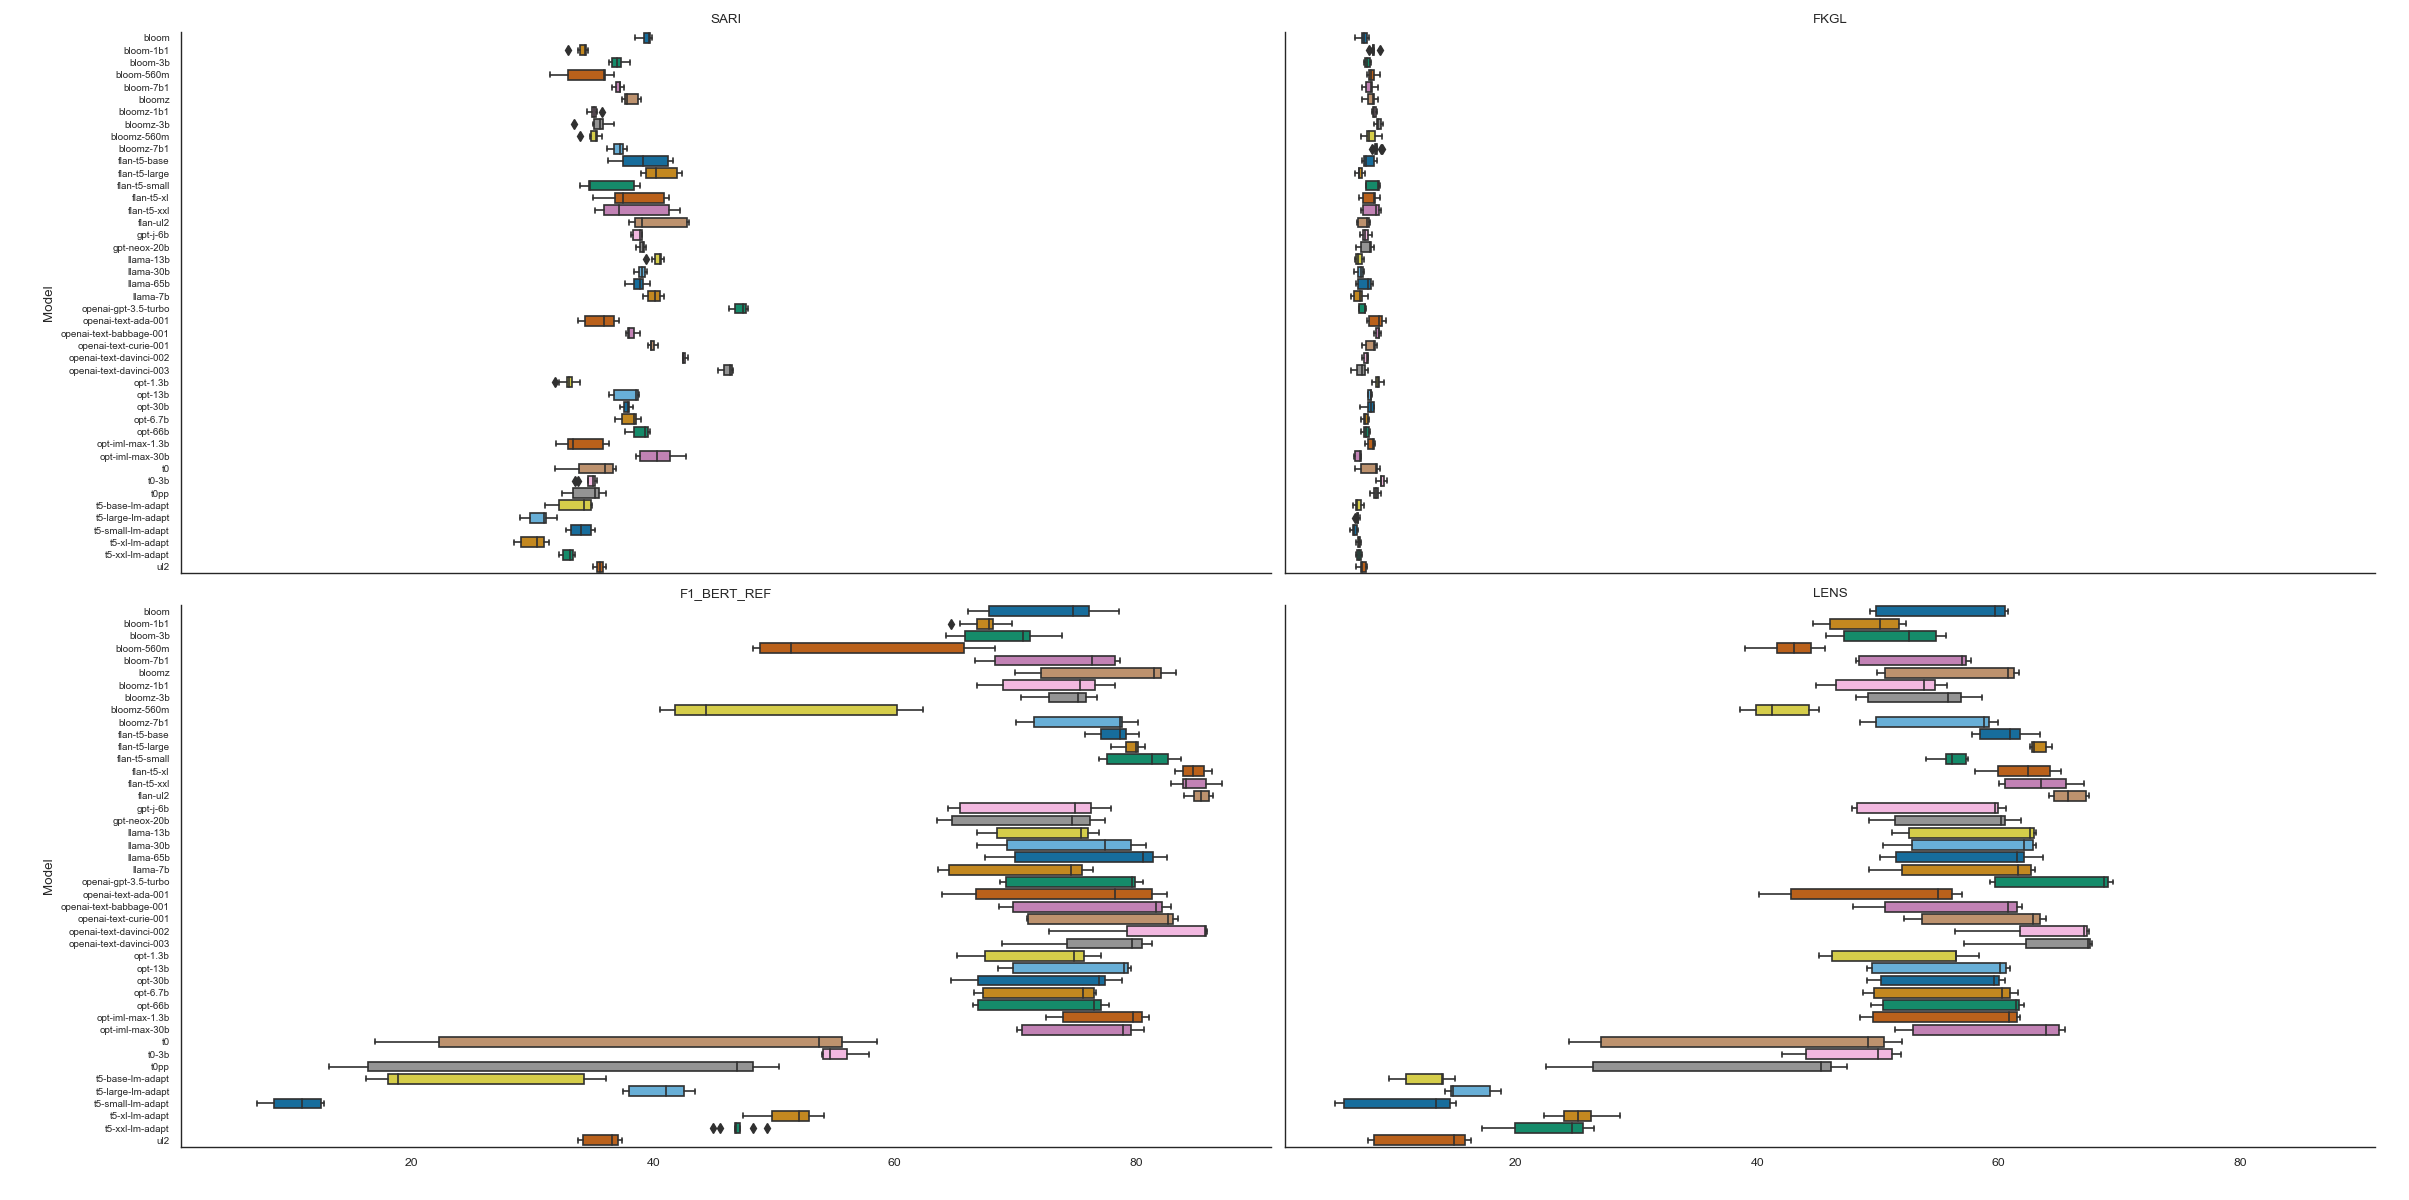 SARI
FKGL
bloom
bloom-1b1
bloom-3b
bloom-560m
bloom-7b1
bloomz
bloomz-1b1
bloomz-3b
bloomz-560m
bloomz-7b1
flan-t5-base
flan-t5-large
flan-t5-small
flan-t5-xl
flan-t5-xxl
flan-ul2
gpt-j-6b
gpt-neox-20b
llama-13b
llama-30b
llama-65b
llama-7b
openai-gpt-3.5-turbo
openai-text-ada-001
openai-text-babbage-001
openai-text-curie-001
openai-text-davinci-002
openai-text-davinci-003
opt-1.3b
opt-13b
opt-30b
opt-6.7b
opt-66b
opt-iml-max-1.3b
opt-iml-max-30b
t0
t0-3b
t0pp
t5-base-lm-adapt
t5-large-lm-adapt
t5-small-lm-adapt
t5-xl-lm-adapt
t5-xxl-lm-adapt
ul2
Model
F1_BERT_REF
LENS
bloom
bloom-1b1
bloom-3b
bloom-560m
bloom-7b1
bloomz
bloomz-1b1
bloomz-3b
bloomz-560m
bloomz-7b1
flan-t5-base
flan-t5-large
flan-t5-small
flan-t5-xl
flan-t5-xxl
flan-ul2
gpt-j-6b
gpt-neox-20b
llama-13b
llama-30b
llama-65b
llama-7b
openai-gpt-3.5-turbo
openai-text-ada-001
openai-text-babbage-001
openai-text-curie-001
openai-text-davinci-002
openai-text-davinci-003
opt-1.3b
opt-13b
opt-30b
opt-6.7b
opt-66b
opt-iml-max-1.3b
opt-iml-max-30b
t0
t0-3b
t0pp
t5-base-lm-adapt
t5-large-lm-adapt
t5-small-lm-adapt
t5-xl-lm-adapt
t5-xxl-lm-adapt
ul2
Model
20 40 60 80
20 40 60 80